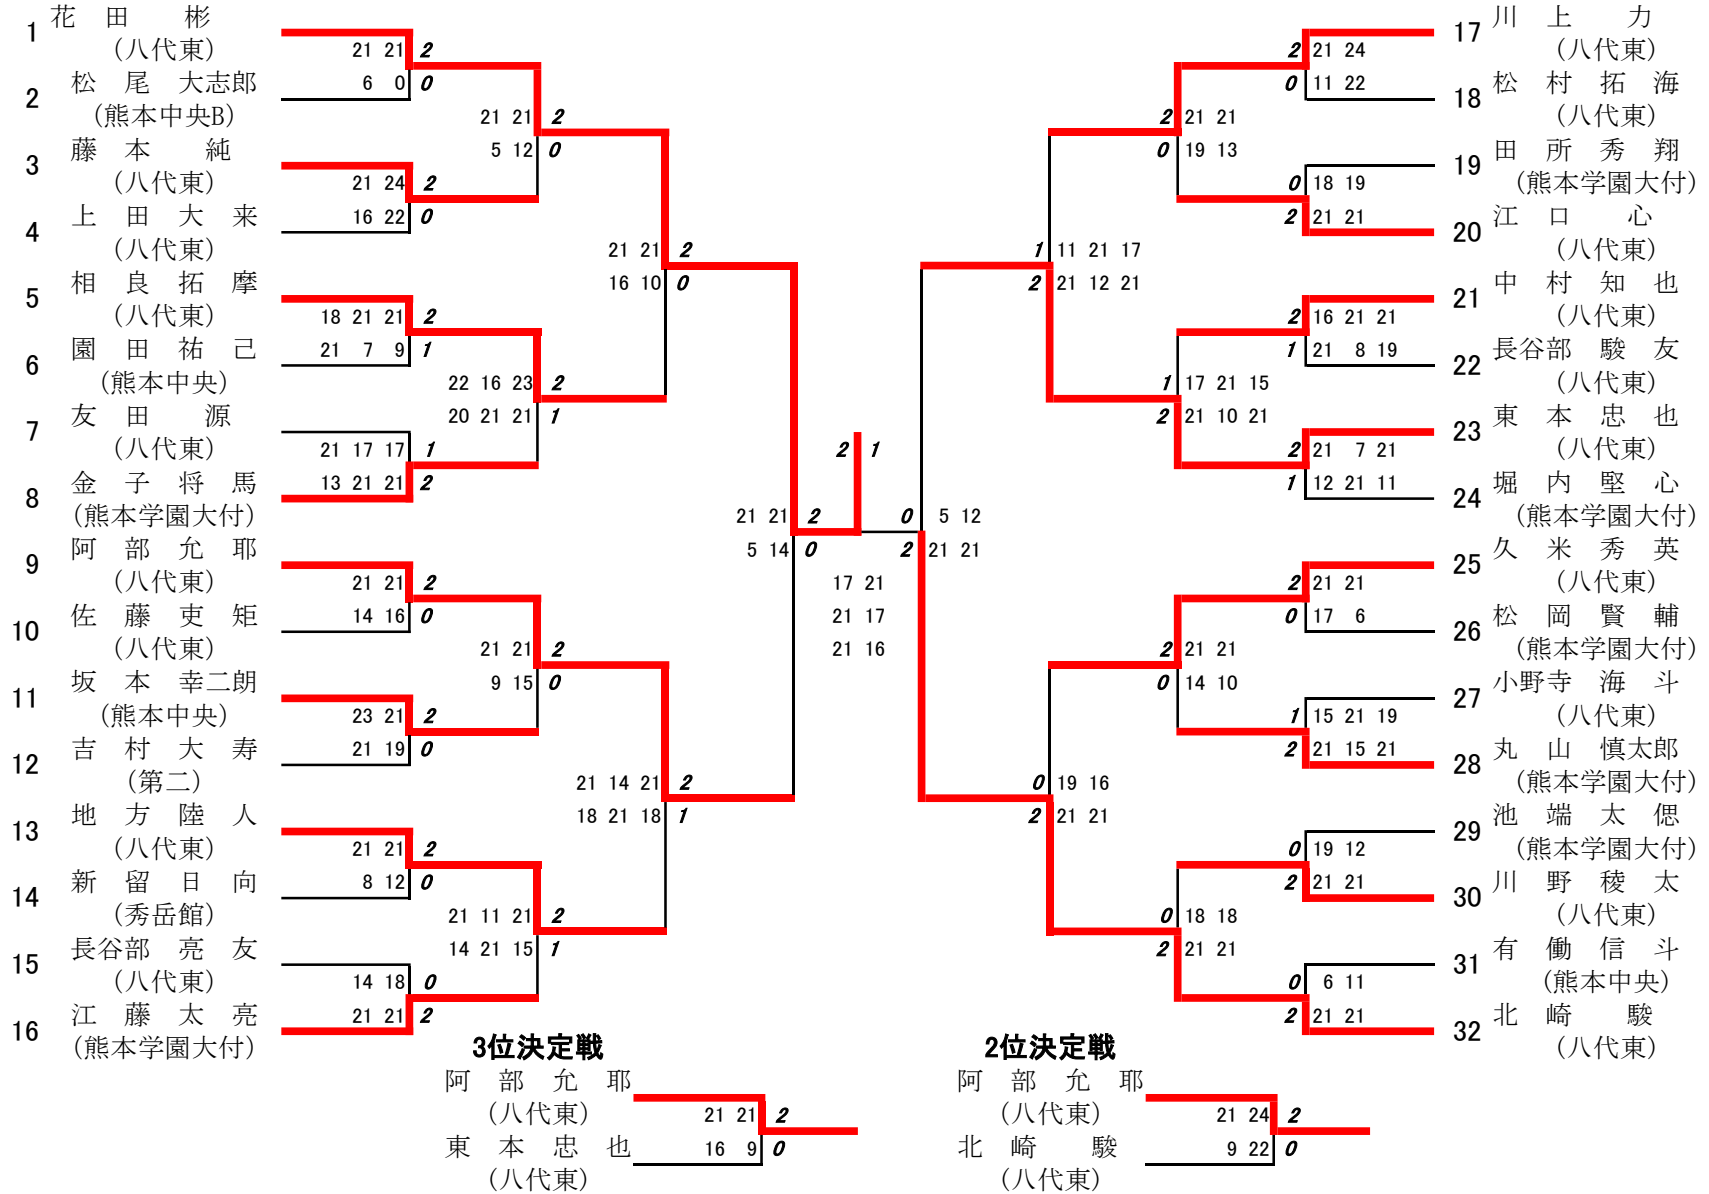 1 花田 彬
(八代東)
21 21 2
2 松尾 大志郎
6 0 0
(熊本中央B)
21 21 2
5 12 0
3 藤本 純
(八代東)
21 24 2
4 上田大来
16 22 0
(八代東)
21 21 2
16 10 0
5 相良拓摩
(八代東)
18 21 21 2
6 園田祐己
21 7 9 1
(熊本中央)
22 16 23 2
20 21 21 1
7 友田 源
(八代東)
21 17 17 1
8 金子将馬
13 21 21 2
(熊本学園大付)
21 21 2
5 14 0
9 阿部允耶
(八代東)
21 21 2
10 佐藤吏矩
14 16 0
(八代東)
21 21 2
9 15 0
11 坂本 幸二朗
(熊本中央)
23 21 2
12 吉村大寿
21 19 0
(第二)
21 14 21 2
18 21 18 1
13 地方陸人
(八代東)
21 21 2
14 新留日向
8 12 0
(秀岳館)
21 11 21 2
14 21 15 1
15 長谷部 亮友
(八代東)
14 18 0
16 江藤太亮
21 21 2
(熊本学園大付)
2 1
17 21
21 17
21 16
17 川上 力
(八代東)
2 21 24
18 松村拓海
0 11 22
(八代東)
2 21 21
0 19 13
19 田所秀翔
(熊本学園大付)
0 18 19
20 江口 心
2 21 21
(八代東)
1 11 21 17
2 21 12 21
21 中村知也
(八代東)
2 16 21 21
22 長谷部 駿友
1 21 8 19
(八代東)
1 17 21 15
2 21 10 21
23 東本忠也
(八代東)
2 21 7 21
24 堀内堅心
1 12 21 11
(熊本学園大付)
0 5 12
2 21 21
25 久米秀英
(八代東)
2 21 21
26 松岡賢輔
0 17 6
(熊本学園大付)
2 21 21
0 14 10
27 小野寺 海斗
(八代東)
1 15 21 19
28 丸山 慎太郎
2 21 15 21
(熊本学園大付)
0 19 16
2 21 21
29 池端太偲
(熊本学園大付)
0 19 12
30 川野稜太
2 21 21
(八代東)
0 18 18
2 21 21
31 有働信斗
(熊本中央)
0 6 11
32 北崎 駿
2 21 21
(八代東)
3位決定戦
阿部允耶
(八代東)
21 21 2
東本忠也
16 9 0
(八代東)
2位決定戦
阿部允耶
(八代東)
21 24 2
北崎 駿
9 22 0
(八代東)